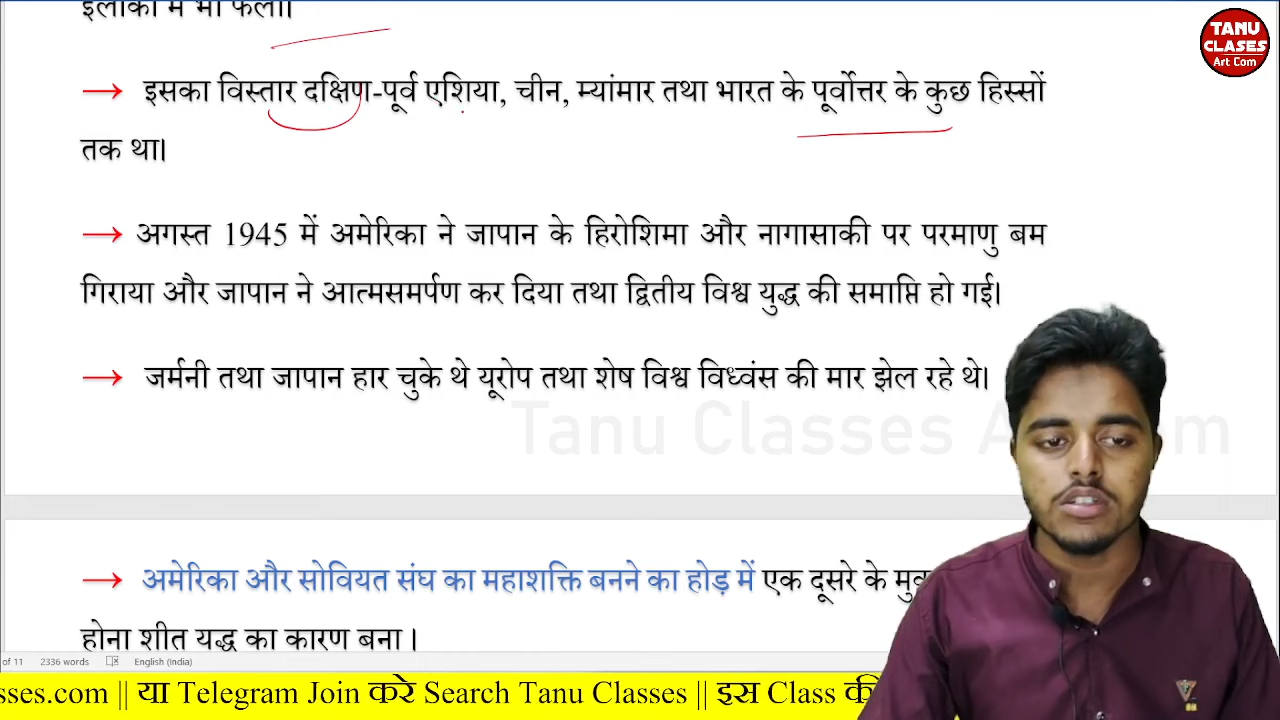 इलाकों में भी फैला।
TANU
CLASES
Art Com
→ इसका विस्तार दक्षिण-पूर्व एशिया, चीन, म्यांमार तथा भारत के पूर्वोत्तर के कुछ हिस्सों
तक था।
→ अगस्त 1945 में अमेरिका ने जापान के हिरोशिमा और नागासाकी पर परमाणु बम
गिराया और जापान ने आत्मसमर्पण कर दिया तथा द्वितीय विश्व युद्ध की समाप्ति हो गई।
→ जर्मनी तथा जापान हार चुके थे यूरोप तथा शेष विश्व विध्वंस की मार झेल रहे थे।
Tanu Classes
→ अमेरिका और सोवियत संघ का महाशक्ति बनने का होड़ में एक दूसरे के
होना शीत युद्ध का कारण बना।
of 11 2336 words English (India)
sses.com || या Telegram Join करे Search Tanu Classes || इस Class की